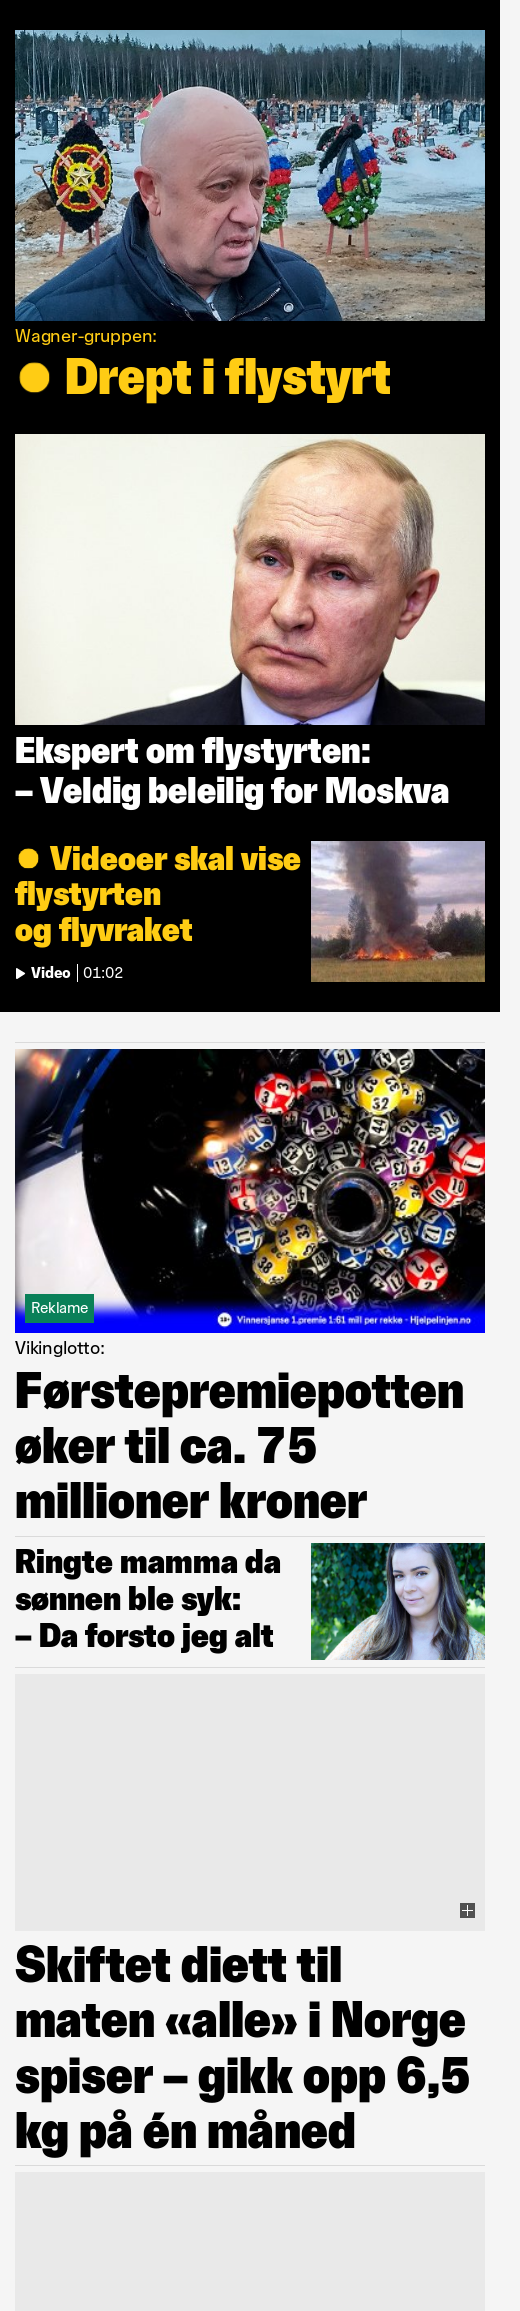 Wagner-gruppen:
Drept i flystyrt
Ekspert om flystyrten:
– Veldig beleilig for Moskva
Videoer skal vise
flystyrten
og flyvraket
Video | 01:02
Reklame
18+ Vinnersjanse 1.premie 1:61 mill per rekke - Hjelpelinjen.no
Vikinglotto:
Førstepremiepotten
øker til ca. 75
millioner kroner
Ringte mamma da
sønnen ble syk:
– Da forsto jeg alt
Skiftet diett til
maten «alle» i Norge
spiser – gikk opp 6,5
kg på én måned